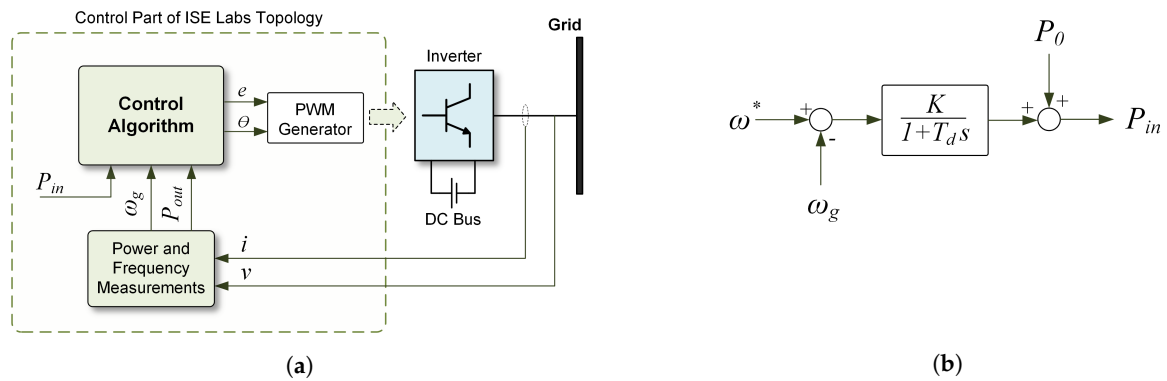 Control Part of ISE Labs Topology
Grid
Inverter
Control
Algorithm
e
Θ
PWM
Generator
P_in
ω_g
P_out
DC Bus
Power and
Frequency
Measurements
i
v
(a)
P_0
ω*
+
-
K
1+T_d s
+
+
P_in
ω_g
(b)